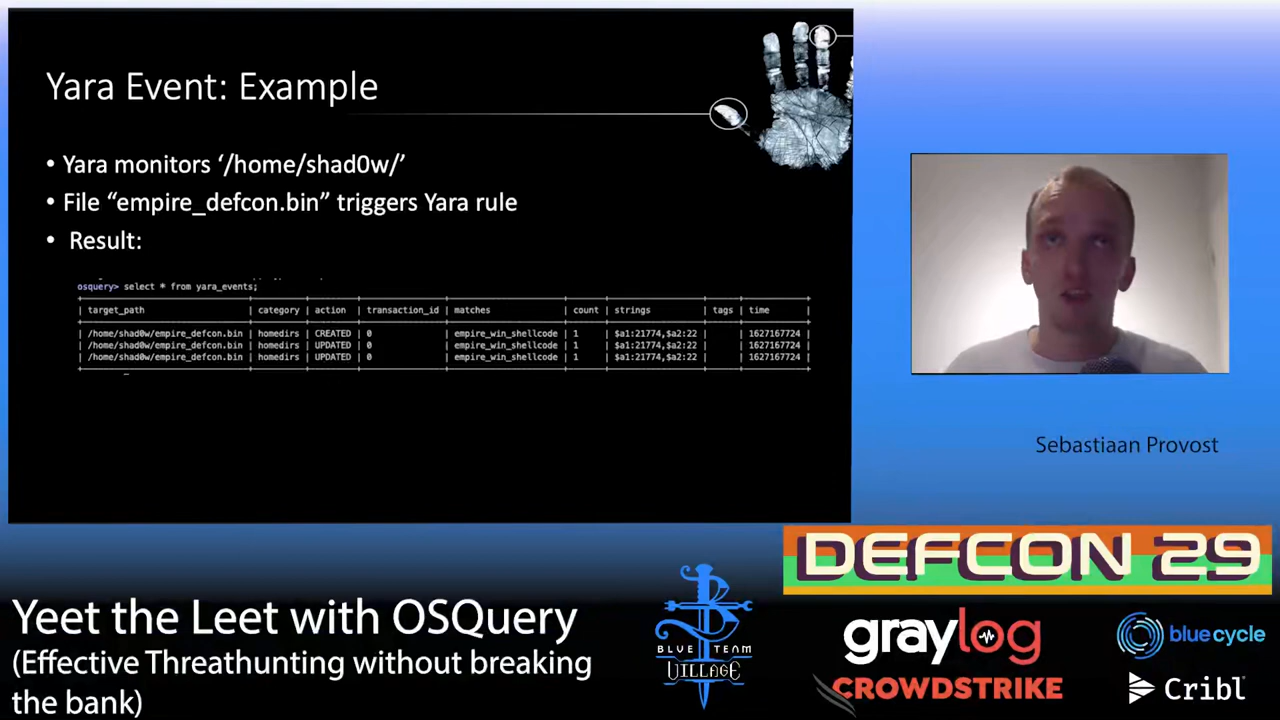 Yara Event: Example
• Yara monitors ‘/home/shad0w/’
• File “empire_defcon.bin” triggers Yara rule
• Result:
osquery> select * from yara_events;
| target_path | category | action | transaction_id | matches | count | strings | tags | time |
| /home/shad0w/empire_defcon.bin | homedirs | CREATED | 0 | empire_win_shellcode | 1 | $a1:21774,$a2:22 | | 1627167724 |
| /home/shad0w/empire_defcon.bin | homedirs | UPDATED | 0 | empire_win_shellcode | 1 | $a1:21774,$a2:22 | | 1627167724 |
| /home/shad0w/empire_defcon.bin | homedirs | UPDATED | 0 | empire_win_shellcode | 1 | $a1:21774,$a2:22 | | 1627167724 |
Sebastiaan Provost
DEFCON 29
Yeet the Leet with OSQuery
(Effective Threathunting without breaking
the bank)
BLUE TEAM
VILLAGE
graylog
bluecycle
CROWDSTRIKE
Cribl